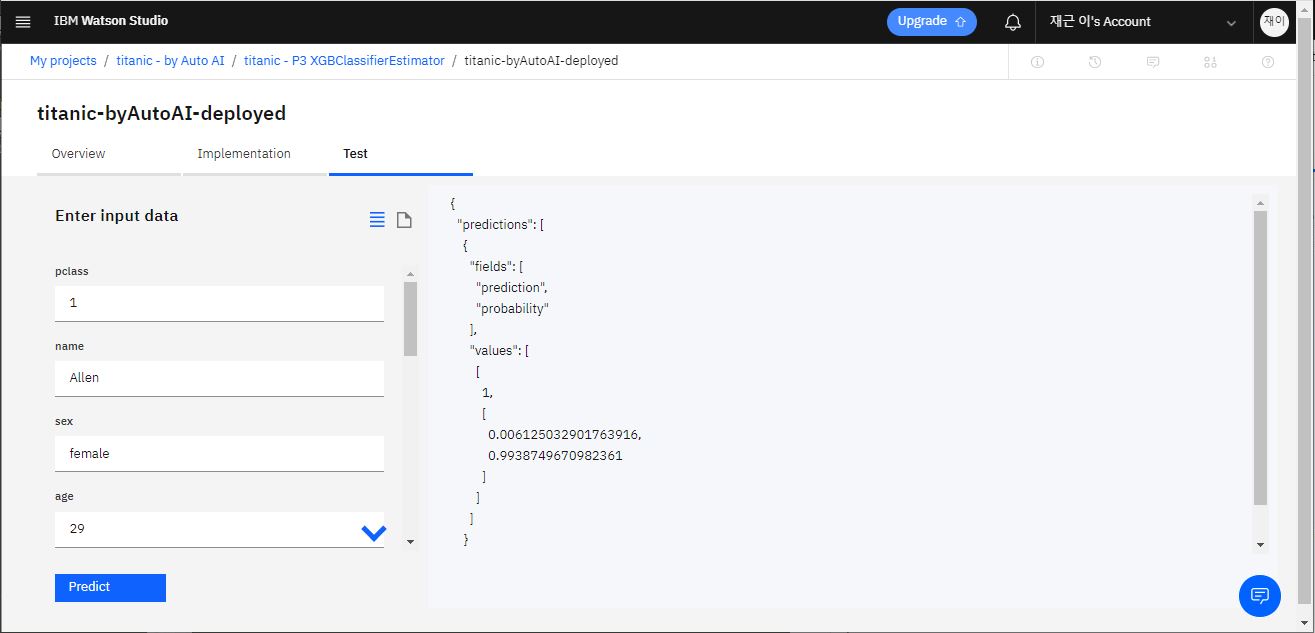 IBM Watson Studio
Upgrade
재근 이's Account
재이
My projects / titanic - by Auto AI / titanic - P3 XGBClassifierEstimator / titanic-byAutoAI-deployed
titanic-byAutoAI-deployed
Overview
Implementation
Test
Enter input data
pclass
1
name
Allen
sex
female
age
29
Predict
{
"predictions": [
{
"fields": [
"prediction",
"probability"
],
"values": [
[
1,
[
0.006125032901763916,
0.9938749670982361
]
]
]
}